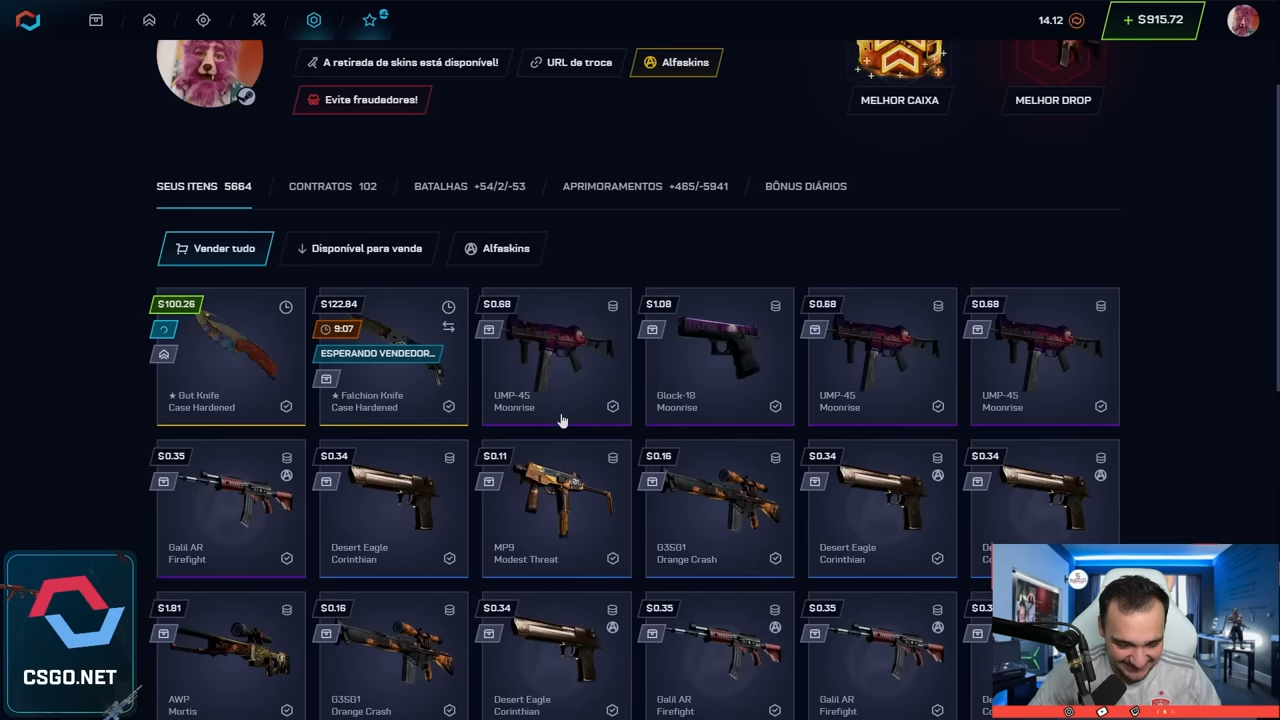 14.12
+ $915.72
A retirada de skins está disponível!
URL de troca
Alfaskins
Evite fraudadores!
MELHOR CAIXA
MELHOR DROP
SEUS ITENS 5664
CONTRATOS 102
BATALHAS +54/2/-53
APRIMORAMENTOS +465/-5941
BÔNUS DIÁRIOS
Vender tudo
Disponível para venda
Alfaskins
$100.26
★ Gut Knife
Case Hardened
$122.84
9:07
ESPERANDO VENDEDOR...
★ Falchion Knife
Case Hardened
$0.68
UMP-45
Moonrise
$1.08
Glock-18
Moonrise
$0.68
UMP-45
Moonrise
$0.68
UMP-45
Moonrise
$0.35
Galil AR
Firefight
$0.34
Desert Eagle
Corinthian
$0.11
MP9
Modest Threat
$0.16
G3SG1
Orange Crash
$0.34
Desert Eagle
Corinthian
$0.34
$1.81
AWP
Mortis
$0.16
G3SG1
Orange Crash
$0.34
Desert Eagle
Corinthian
$0.35
Galil AR
Firefight
$0.35
Galil AR
Firefight
CSGO.NET